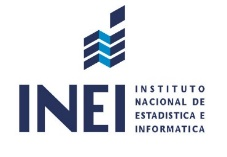 INEI
INSTITUTO
NACIONAL DE
ESTADISTICA E
INFORMATICA